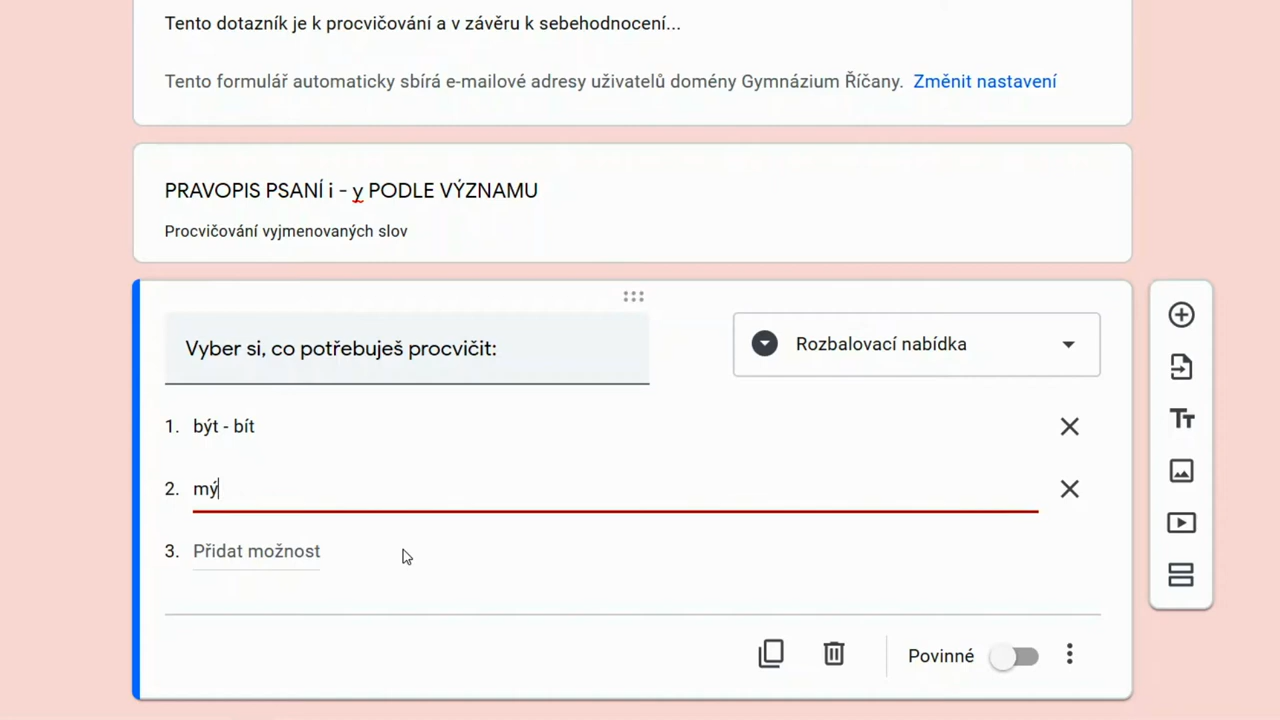 Tento dotazník je k procvičování a v závěru k sebehodnocení...
Tento formulář automaticky sbírá e-mailové adresy uživatelů domény Gymnázium Říčany. Změnit nastavení
PRAVOPIS PSANÍ i - y PODLE VÝZNAMU
Procvičování vyjmenovaných slov
Vyber si, co potřebuješ procvičit:
Rozbalovací nabídka
1. být - bít
2. mý
3. Přidat možnost
Povinné
Tт